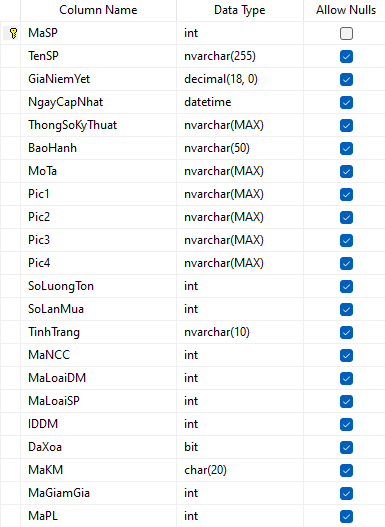 Column Name Data Type Allow Nulls
MaSP int
TenSP nvarchar(255)
GiaNiemYet decimal(18, 0)
NgayCapNhat datetime
ThongSoKyThuat nvarchar(MAX)
BaoHanh nvarchar(50)
MoTa nvarchar(MAX)
Pic1 nvarchar(MAX)
Pic2 nvarchar(MAX)
Pic3 nvarchar(MAX)
Pic4 nvarchar(MAX)
SoLuongTon int
SoLanMua int
TinhTrang nvarchar(10)
MaNCC int
MaLoaiDM int
MaLoaiSP int
IDDM int
DaXoa bit
MaKM char(20)
MaGiamGia int
MaPL int